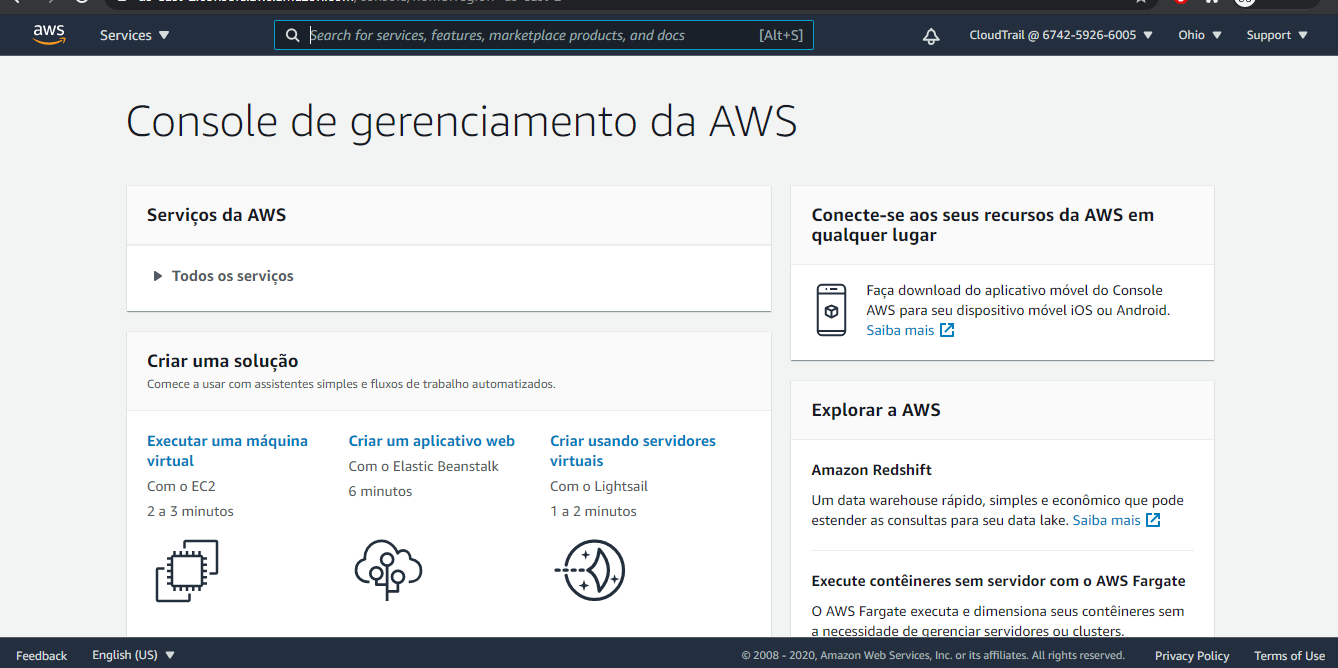 aws
Services
Search for services, features, marketplace products, and docs
[Alt+S]
CloudTrail @ 6742-5926-6005
Ohio
Support
Console de gerenciamento da AWS
Serviços da AWS
Todos os serviços
Criar uma solução
Comece a usar com assistentes simples e fluxos de trabalho automatizados.
Executar uma máquina
virtual
Com o EC2
2 a 3 minutos
Criar um aplicativo web
Com o Elastic Beanstalk
6 minutos
Criar usando servidores
virtuais
Com o Lightsail
1 a 2 minutos
Conecte-se aos seus recursos da AWS em
qualquer lugar
Faça download do aplicativo móvel do Console
AWS para seu dispositivo móvel iOS ou Android.
Saiba mais
Explorar a AWS
Amazon Redshift
Um data warehouse rápido, simples e econômico que pode
estender as consultas para seu data lake. Saiba mais
Execute contêineres sem servidor com o AWS Fargate
O AWS Fargate executa e dimensiona seus contêineres sem
a necessidade de gerenciar servidores ou clusters.
Feedback
English (US)
© 2008 - 2020, Amazon Web Services, Inc. or its affiliates. All rights reserved.
Privacy Policy
Terms of Use